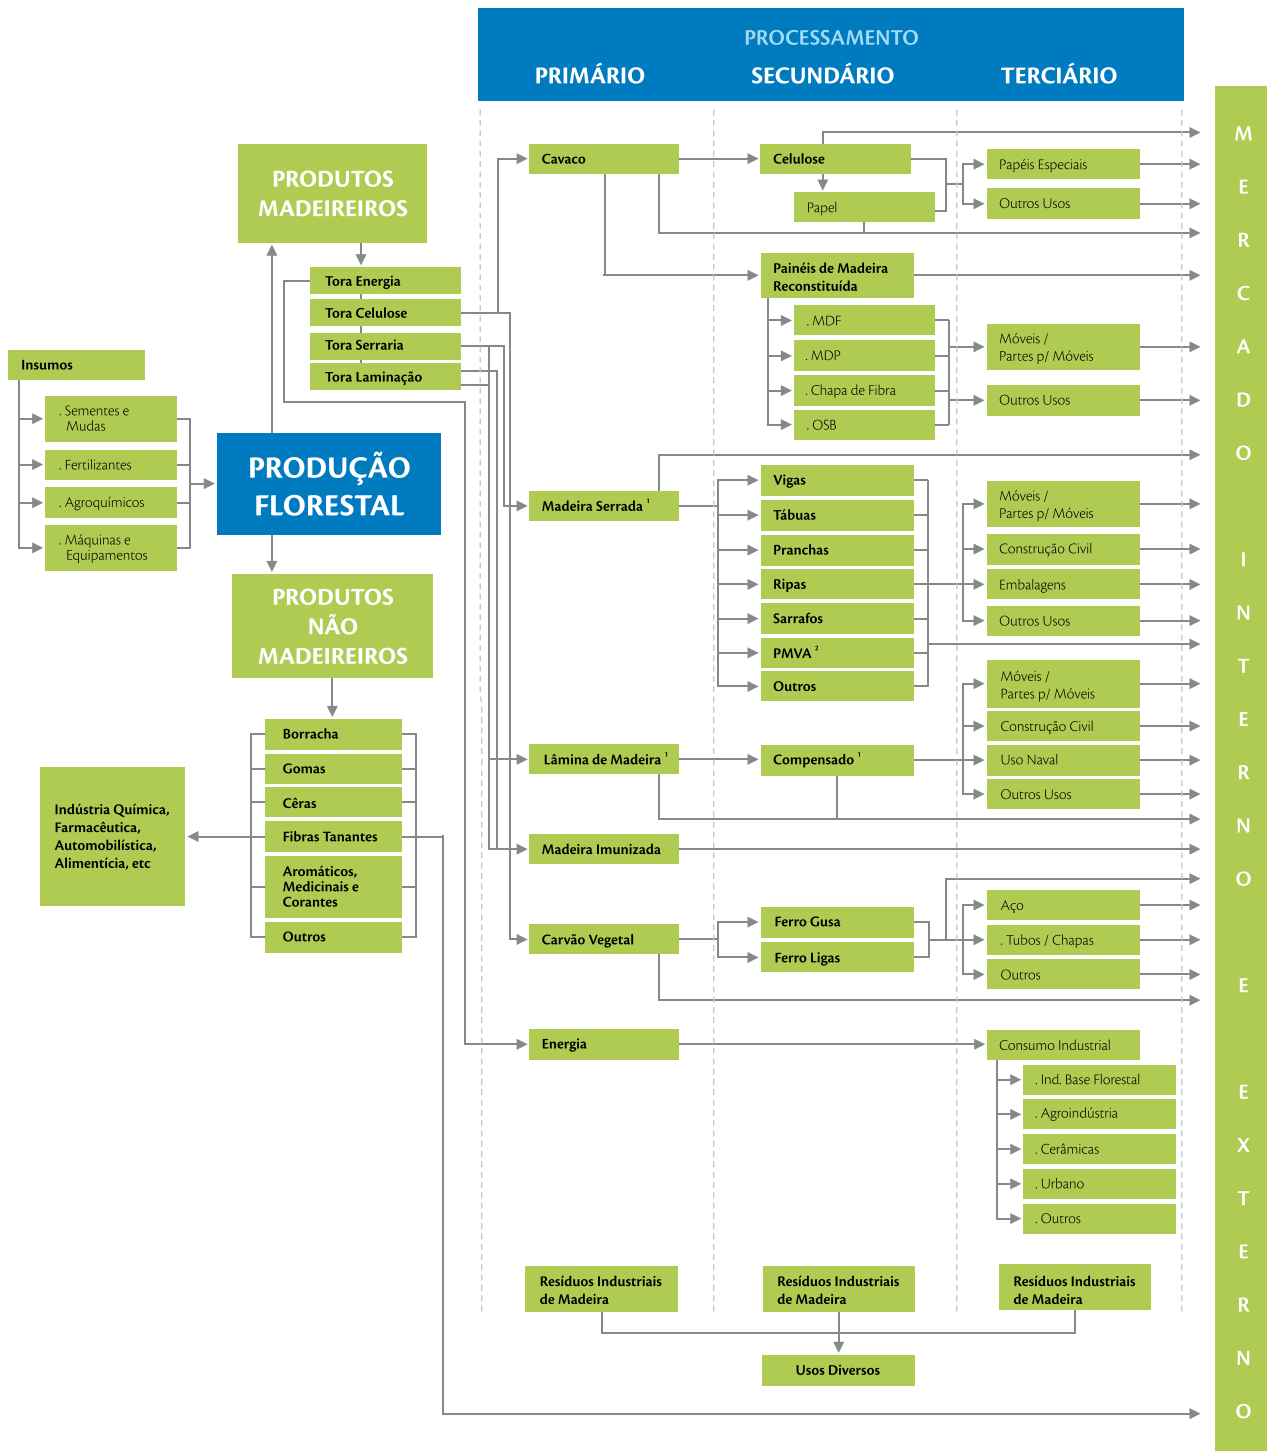 PROCESSAMENTO
PRIMÁRIO
SECUNDÁRIO
TERCIÁRIO
PRODUTOS
MADEIREIROS
Tora Energia
Tora Celulose
Tora Serraria
Tora Laminação
Insumos
. Sementes e
Mudas
. Fertilizantes
. Agroquímicos
. Máquinas e
Equipamentos
PRODUÇÃO
FLORESTAL
PRODUTOS
NÃO
MADEIREIROS
Borracha
Gomas
Cêras
Fibras Tanantes
Aromáticos,
Medicinais e
Corantes
Outros
Indústria Química,
Farmacêutica,
Automobilística,
Alimentícia, etc
Cavaco
Celulose
Papel
Papéis Especiais
Outros Usos
Painéis de Madeira
Reconstituída
. MDF
. MDP
. Chapa de Fibra
. OSB
Móveis /
Partes p/ Móveis
Outros Usos
Madeira Serrada ¹
Vigas
Tábuas
Pranchas
Ripas
Sarrafos
PMVA ²
Outros
Móveis /
Partes p/ Móveis
Construção Civil
Embalagens
Outros Usos
Lâmina de Madeira ¹
Compensado ¹
Móveis /
Partes p/ Móveis
Construção Civil
Uso Naval
Outros Usos
Madeira Imunizada
Carvão Vegetal
Ferro Gusa
Ferro Ligas
Aço
. Tubos / Chapas
Outros
Energia
Consumo Industrial
. Ind. Base Florestal
. Agroindústria
. Cerâmicas
. Urbano
. Outros
Resíduos Industriais
de Madeira
Resíduos Industriais
de Madeira
Resíduos Industriais
de Madeira
Usos Diversos
MERCADO INTERNO E EXTERNO